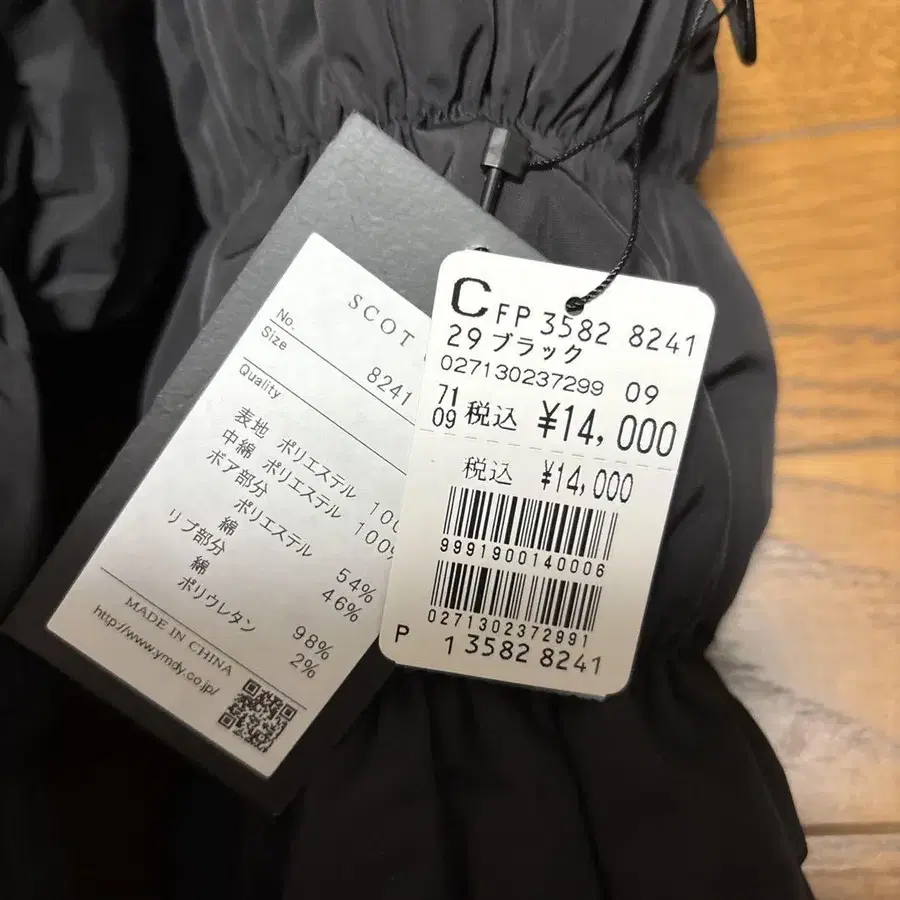 SCOT
No.
8241
Size
Quality
表地 ポリエステル 100
中綿 ポリエステル 100%
ボア部分
ポリエステル 54%
綿 46%
リブ部分
綿 98%
ポリウレタン 2%
MADE IN CHINA
http://www.ymdy.co.jp/
C FP 3582 8241
29 ブラック
027130237299 09
71
09 税込 ¥14,000
税込 ¥14,000
9991900140006
0271302372991
P 1 3582 8241